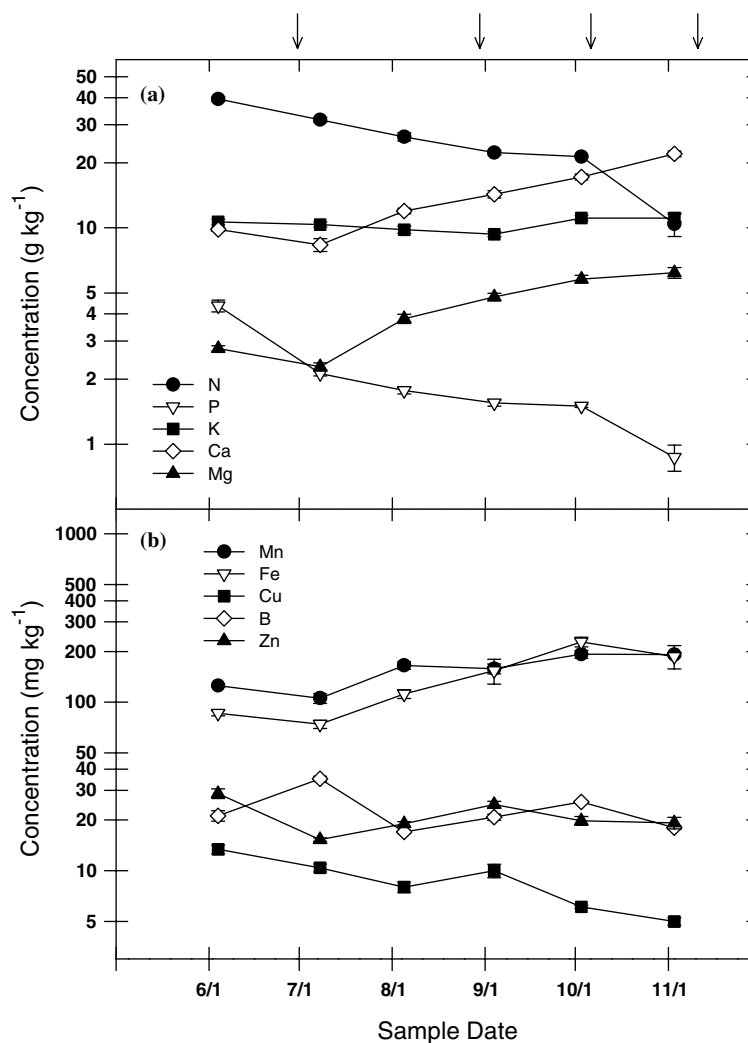 (a)
50
40
30
20
10
5
4
3
2
1
Concentration (g kg⁻¹)
N
P
K
Ca
Mg
(b)
1000
500
400
300
200
100
50
40
30
20
10
5
Concentration (mg kg⁻¹)
Mn
Fe
Cu
B
Zn
6/1 7/1 8/1 9/1 10/1 11/1
Sample Date